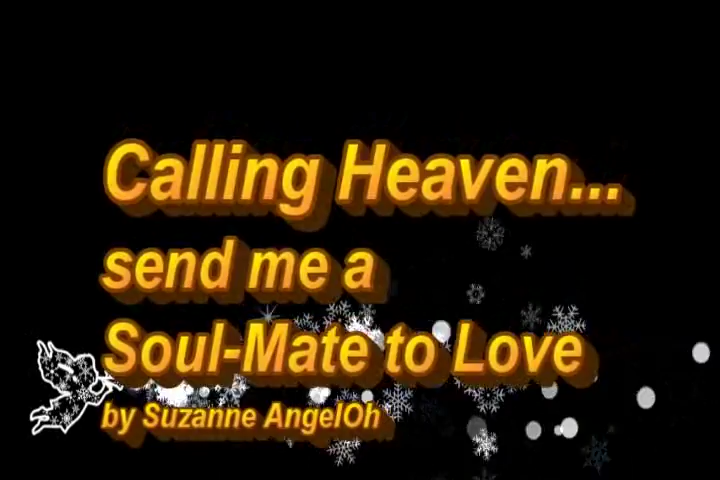 Calling Heaven...
send me a
Soul-Mate to Love
by Suzanne AngelOh